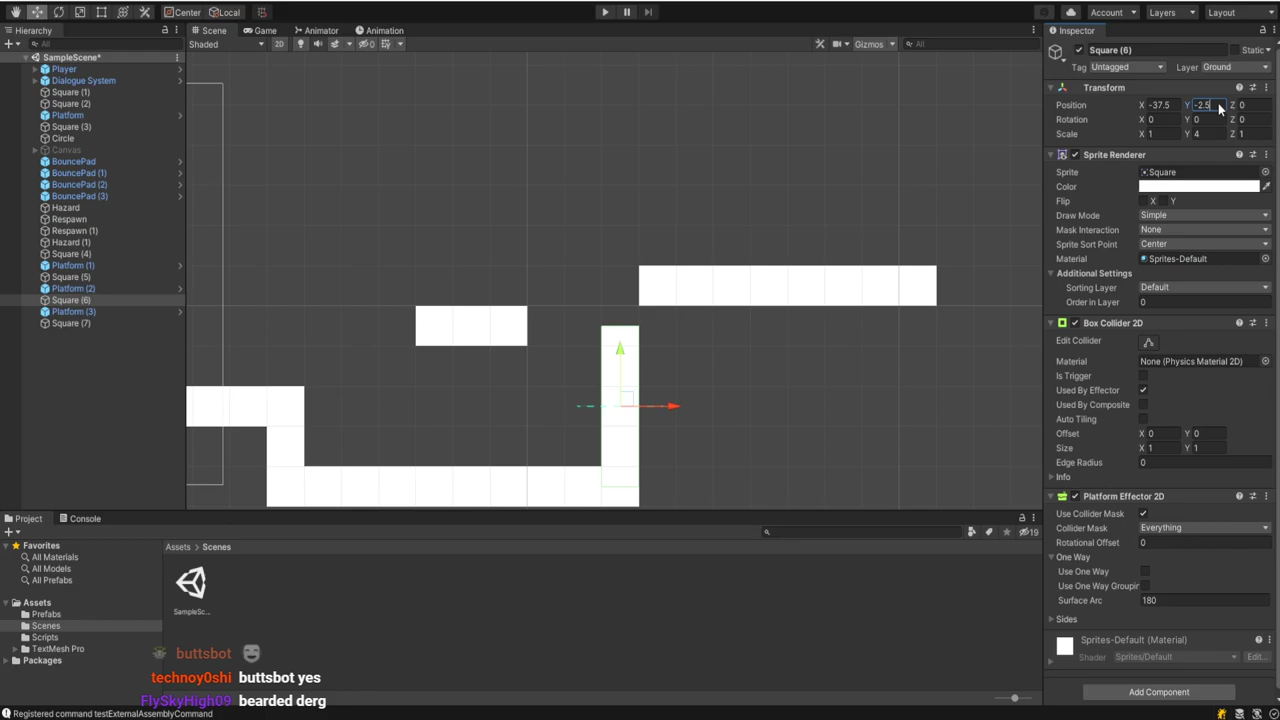 Center
Local
Account
Layers
Layout
Hierarchy
Scene
Game
Animator
Animation
Inspector
All
Shaded
2D
0
Gizmos
All
Square (6)
Static
Tag
Untagged
Layer
Ground
SampleScene*
Player
Dialogue System
Square (1)
Square (2)
Platform
Square (3)
Circle
Canvas
BouncePad
BouncePad (1)
BouncePad (2)
BouncePad (3)
Hazard
Respawn
Respawn (1)
Hazard (1)
Square (4)
Platform (1)
Square (5)
Platform (2)
Square (6)
Platform (3)
Square (7)
Transform
Position X -37.5 Y -2.5 Z 0
Rotation X 0 Y 0 Z 0
Scale X 1 Y 4 Z 1
Sprite Renderer
Sprite Square
Color
Flip X Y
Draw Mode Simple
Mask Interaction None
Sprite Sort Point Center
Material Sprites-Default
Additional Settings
Sorting Layer Default
Order in Layer 0
Box Collider 2D
Edit Collider
Material None (Physics Material 2D)
Is Trigger
Used By Effector
Used By Composite
Auto Tiling
Offset X 0 Y 0
Size X 1 Y 1
Edge Radius 0
Info
Platform Effector 2D
Use Collider Mask
Collider Mask Everything
Rotational Offset 0
One Way
Use One Way
Use One Way Groupin
Surface Arc 180
Sides
Sprites-Default (Material)
Shader Sprites/Default Edit...
Add Component
Project
Console
19
Favorites
All Materials
All Models
All Prefabs
Assets
Prefabs
Scenes
Scripts
TextMesh Pro
Packages
Assets > Scenes
SampleSc...
buttsbot
technoy0shi buttsbot yes
FlySkyHigh09 bearded derg
Registered command testExternalAssemblyCommand